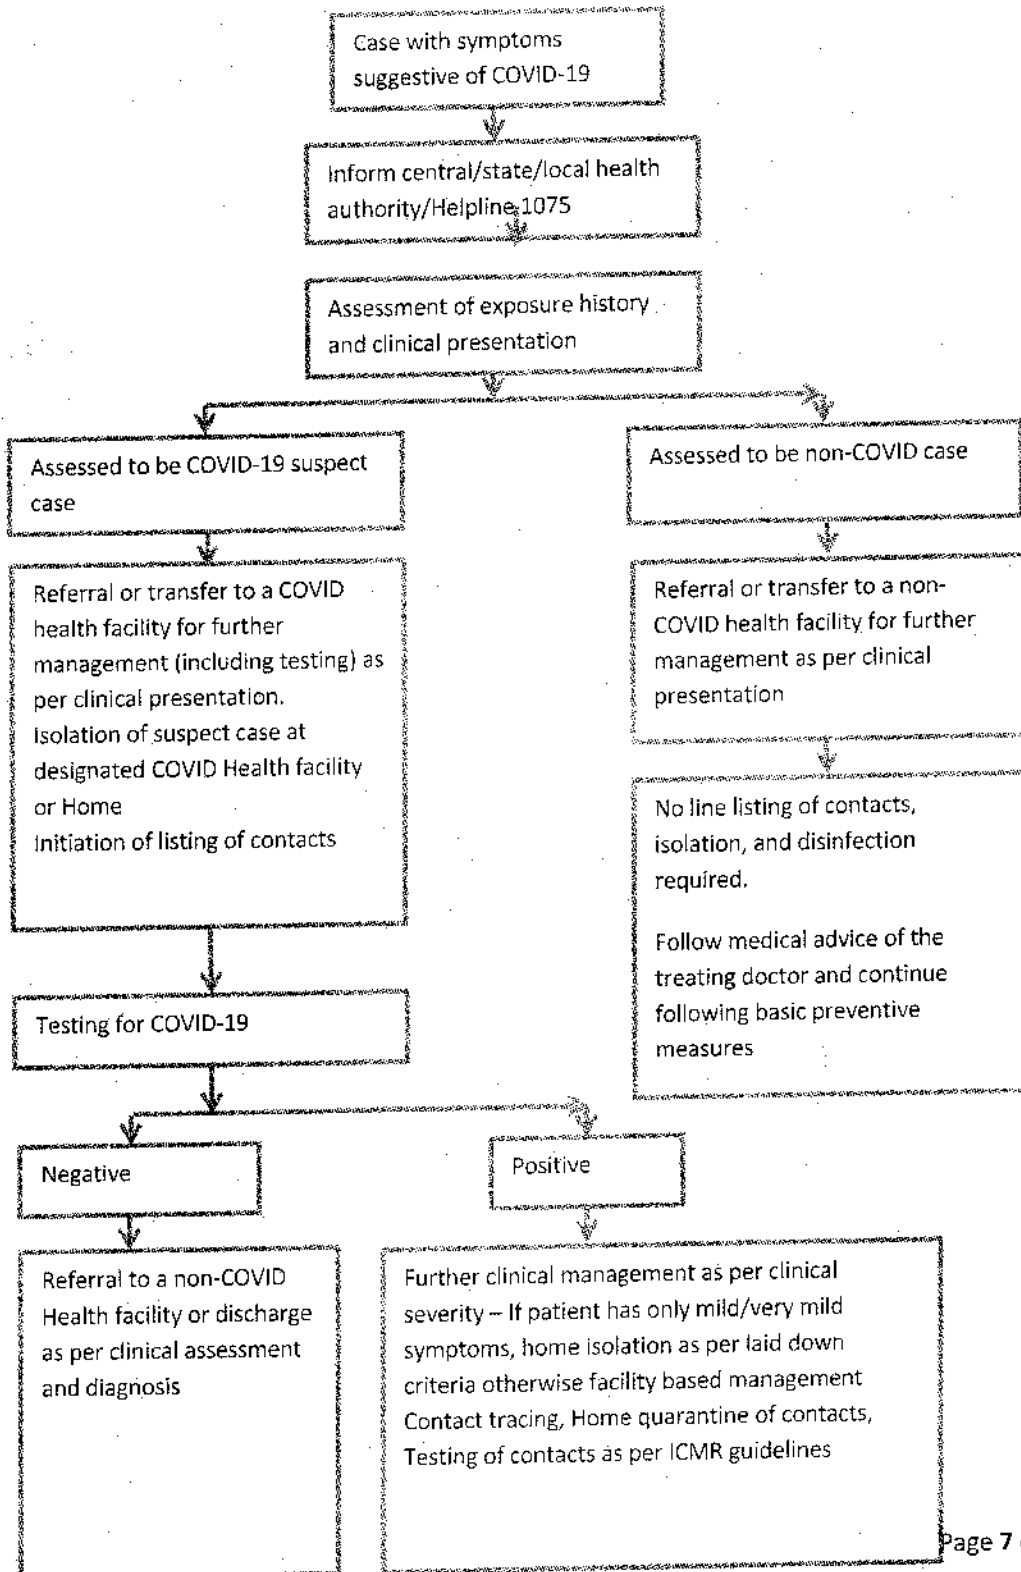 Case with symptoms
suggestive of COVID-19
Inform central/state/local health
authority/Helpline 1075
Assessment of exposure history
and clinical presentation
Assessed to be COVID-19 suspect
case
Assessed to be non-COVID case
Referral or transfer to a COVID
health facility for further
management (including testing) as
per clinical presentation.
Isolation of suspect case at
designated COVID Health facility
or Home
Initiation of listing of contacts
Referral or transfer to a non-
COVID health facility for further
management as per clinical
presentation
No line listing of contacts,
isolation, and disinfection
required.
Follow medical advice of the
treating doctor and continue
following basic preventive
measures
Testing for COVID-19
Negative
Positive
Referral to a non-COVID
Health facility or discharge
as per clinical assessment
and diagnosis
Further clinical management as per clinical
severity – If patient has only mild/very mild
symptoms, home isolation as per laid down
criteria otherwise facility based management
Contact tracing, Home quarantine of contacts,
Testing of contacts as per ICMR guidelines
Page 7